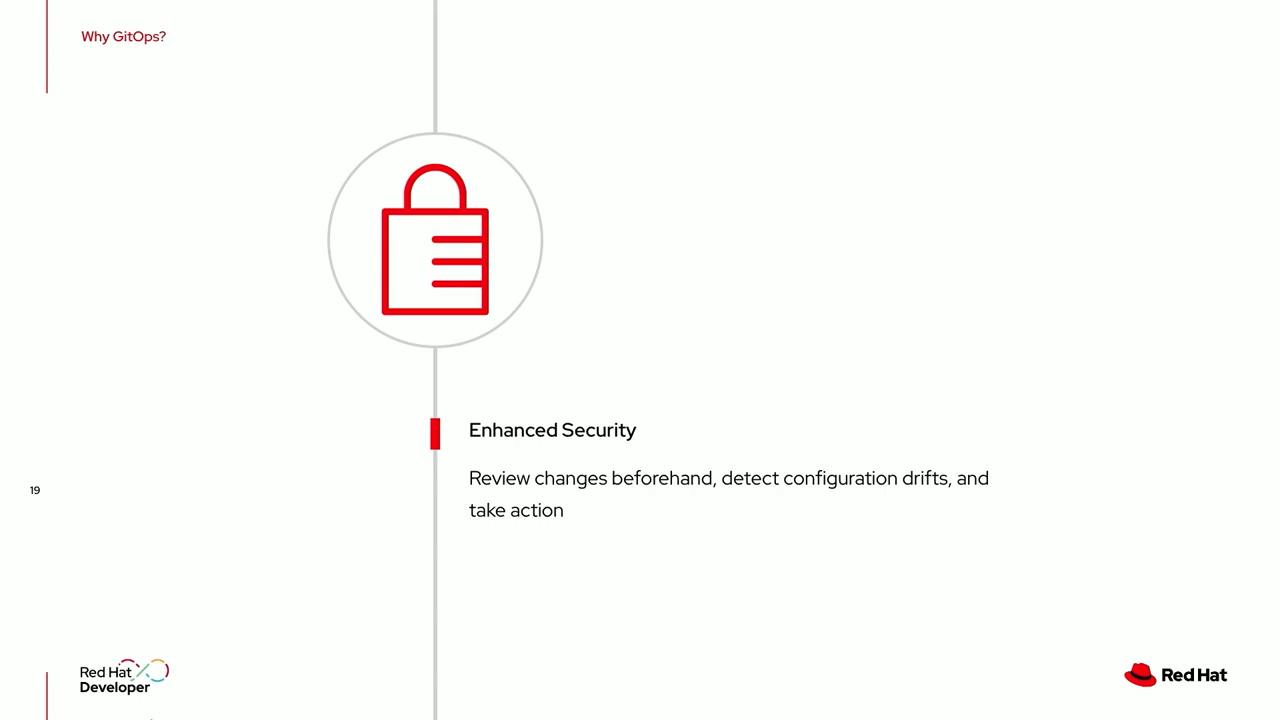 Why GitOps?
Enhanced Security
Review changes beforehand, detect configuration drifts, and
take action
19
Red Hat
Developer
Red Hat